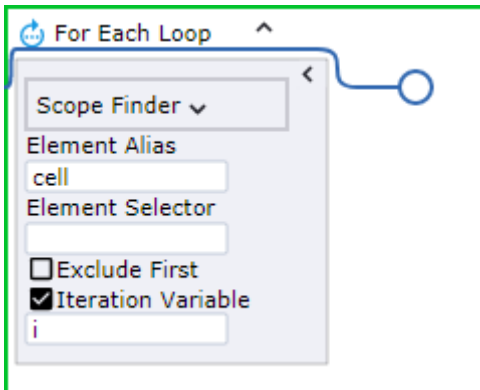 For Each Loop
Scope Finder
Element Alias
cell
Element Selector
Exclude First
Iteration Variable
i